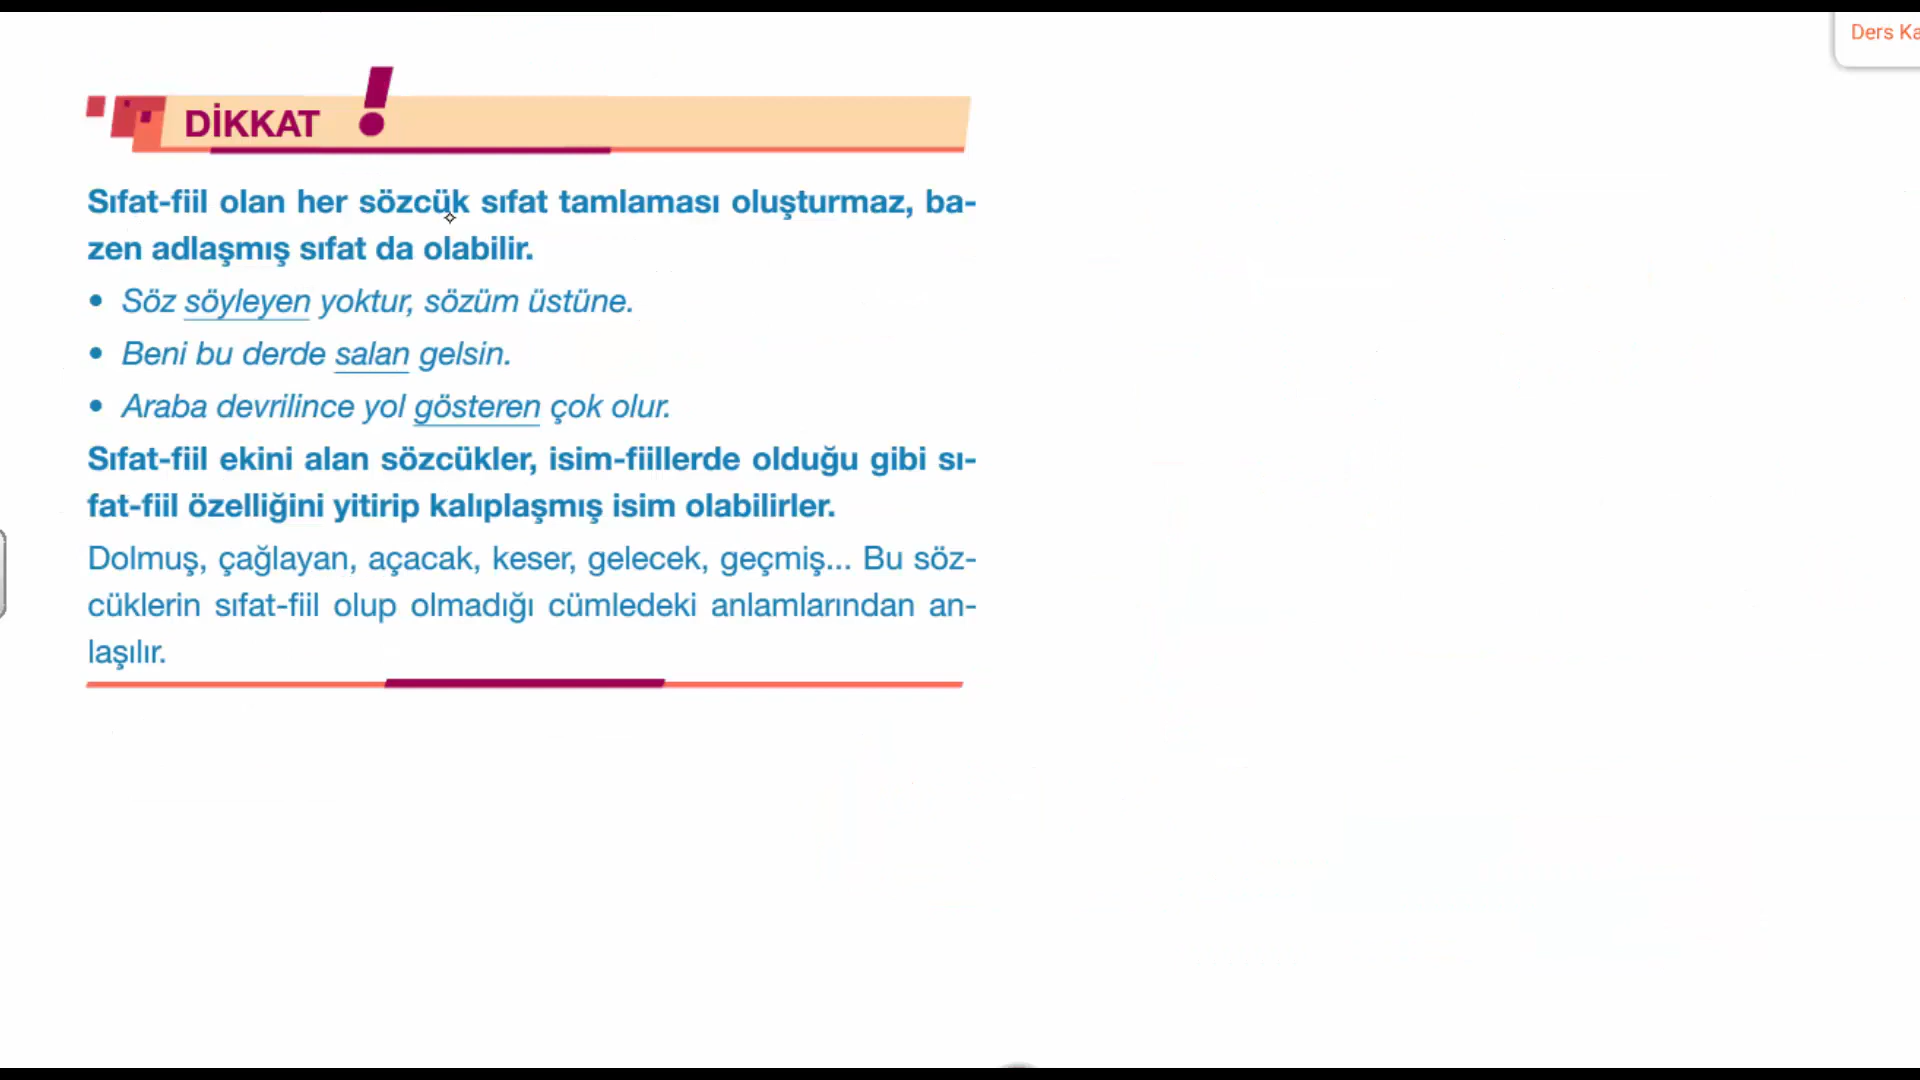 Ders Ka
DİKKAT !
Sıfat-fiil olan her sözcük sıfat tamlaması oluşturmaz, ba-
zen adlaşmış sıfat da olabilir.
• Söz söyleyen yoktur, sözüm üstüne.
• Beni bu derde salan gelsin.
• Araba devrilince yol gösteren çok olur.
Sıfat-fiil ekini alan sözcükler, isim-fiillerde olduğu gibi sı-
fat-fiil özelliğini yitirip kalıplaşmış isim olabilirler.
Dolmuş, çağlayan, açacak, keser, gelecek, geçmiş... Bu söz-
cüklerin sıfat-fiil olup olmadığı cümledeki anlamlarından an-
laşılır.